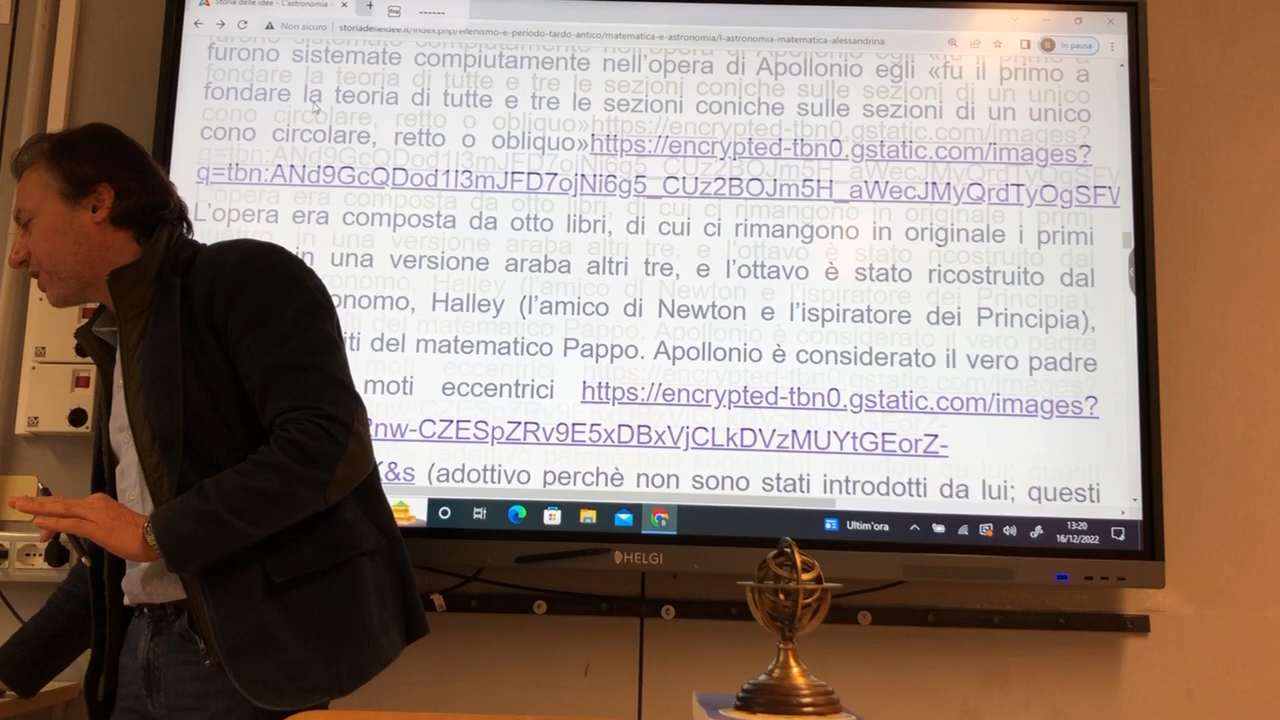 Storia delle idee - L'astronomia
Non sicuro
storiadelleidee.it/index.php/ellenismo-e-periodo-tardo-antico/matematica-e-astronomia/l-astronomia-matematica-alessandrina
In pausa
furono sistemate compiutamente nell'opera di Apollonio egli «fu il primo a
fondare la teoria di tutte e tre le sezioni coniche sulle sezioni di un unico
cono circolare, retto o obliquo»https://encrypted-tbn0.gstatic.com/images?
q=tbn:ANd9GcQDod1I3mJFD7ojNi6g5_CUz2BOJm5H_aWecJMyQrdTyOgSFV
L'opera era composta da otto libri, di cui ci rimangono in originale i primi
in una versione araba altri tre, e l'ottavo è stato ricostruito dal
onomo, Halley (l'amico di Newton e l'ispiratore dei Principia),
iti del matematico Pappo. Apollonio è considerato il vero padre
moti eccentrici https://encrypted-tbn0.gstatic.com/images?
nw-CZESpZRv9E5xDBxVjCLkDVzMUYtGEorZ-
&s (adottivo perchè non sono stati introdotti da lui; questi
Ultim'ora
13:20
16/12/2022
HELGI